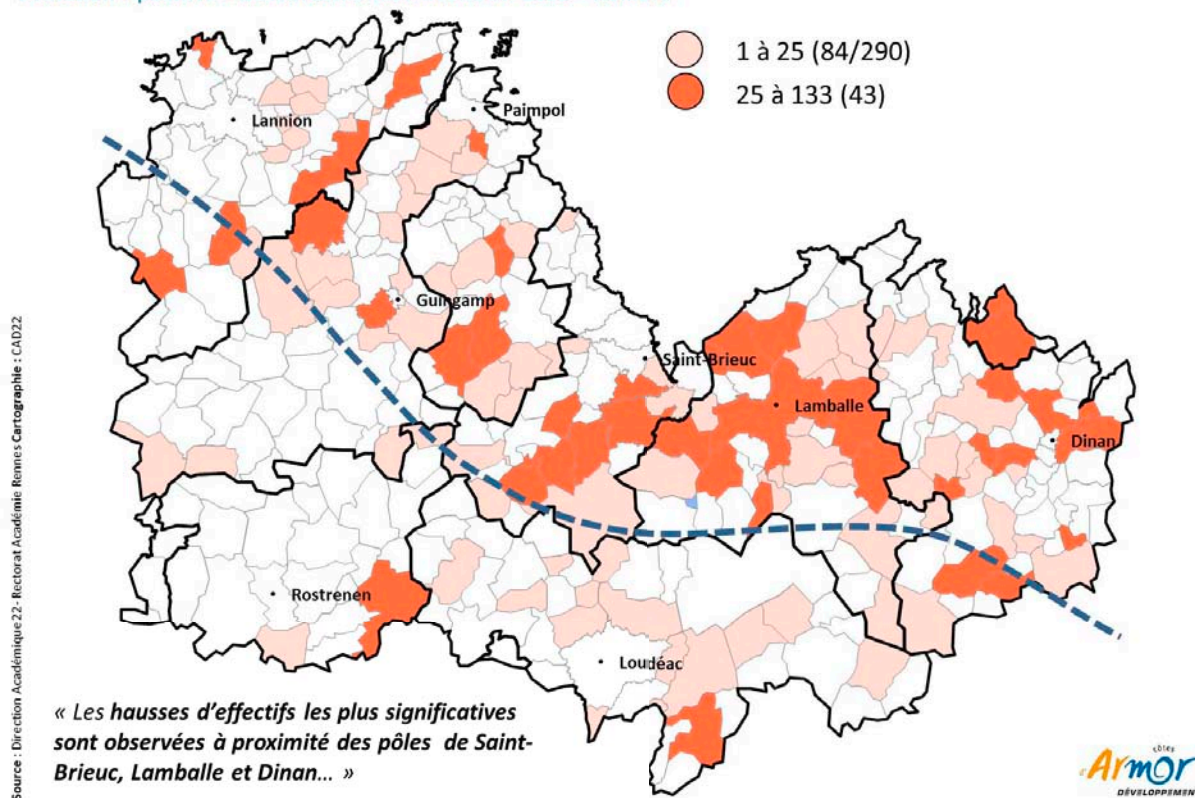 1 à 25 (84/290)
25 à 133 (43)
Paimpol
Lannion
Guingamp
Saint-Brieuc
Lamballe
Dinan
Rostrenen
Loudéac
Source : Direction Académique 22- Rectorat Académie Rennes Cartographie : CAD22
« Les hausses d’effectifs les plus significatives
sont observées à proximité des pôles de Saint-
Brieuc, Lamballe et Dinan... »
côtes
d'Armor
DÉVELOPPEMEN